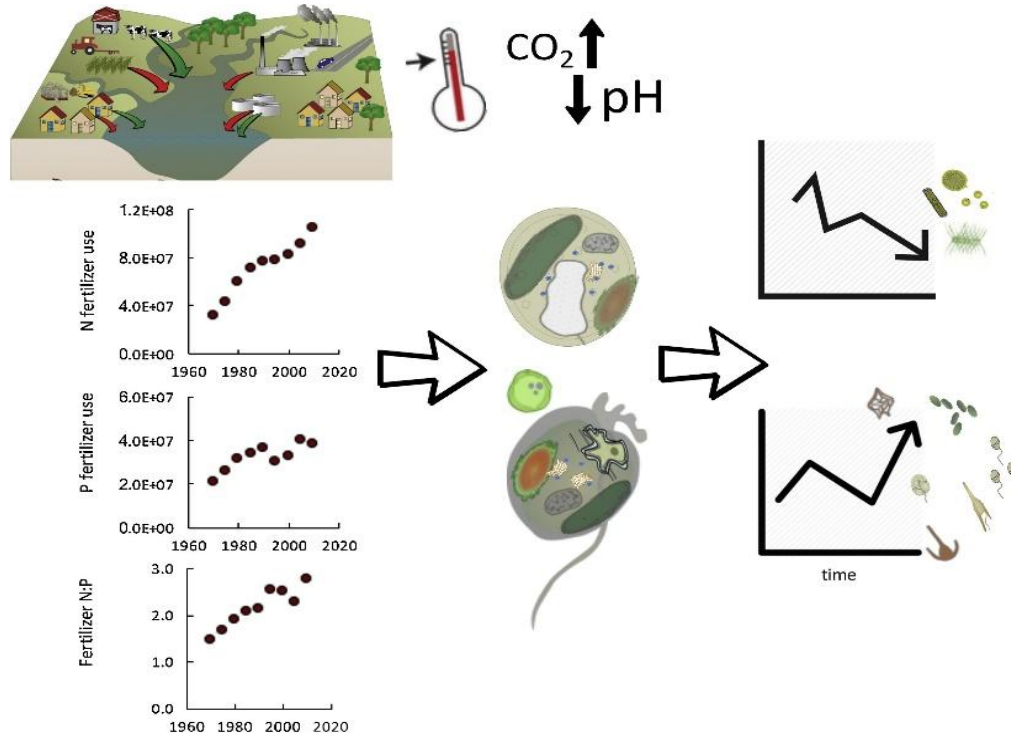 CO2
pH
N fertilizer use
1.2E+08
8.0E+07
4.0E+07
0.0E+00
1960 1980 2000 2020
P fertilizer use
6.0E+07
4.0E+07
2.0E+07
0.0E+00
1960 1980 2000 2020
Fertilizer N:P
3.0
2.0
1.0
0.0
1960 1980 2000 2020
time